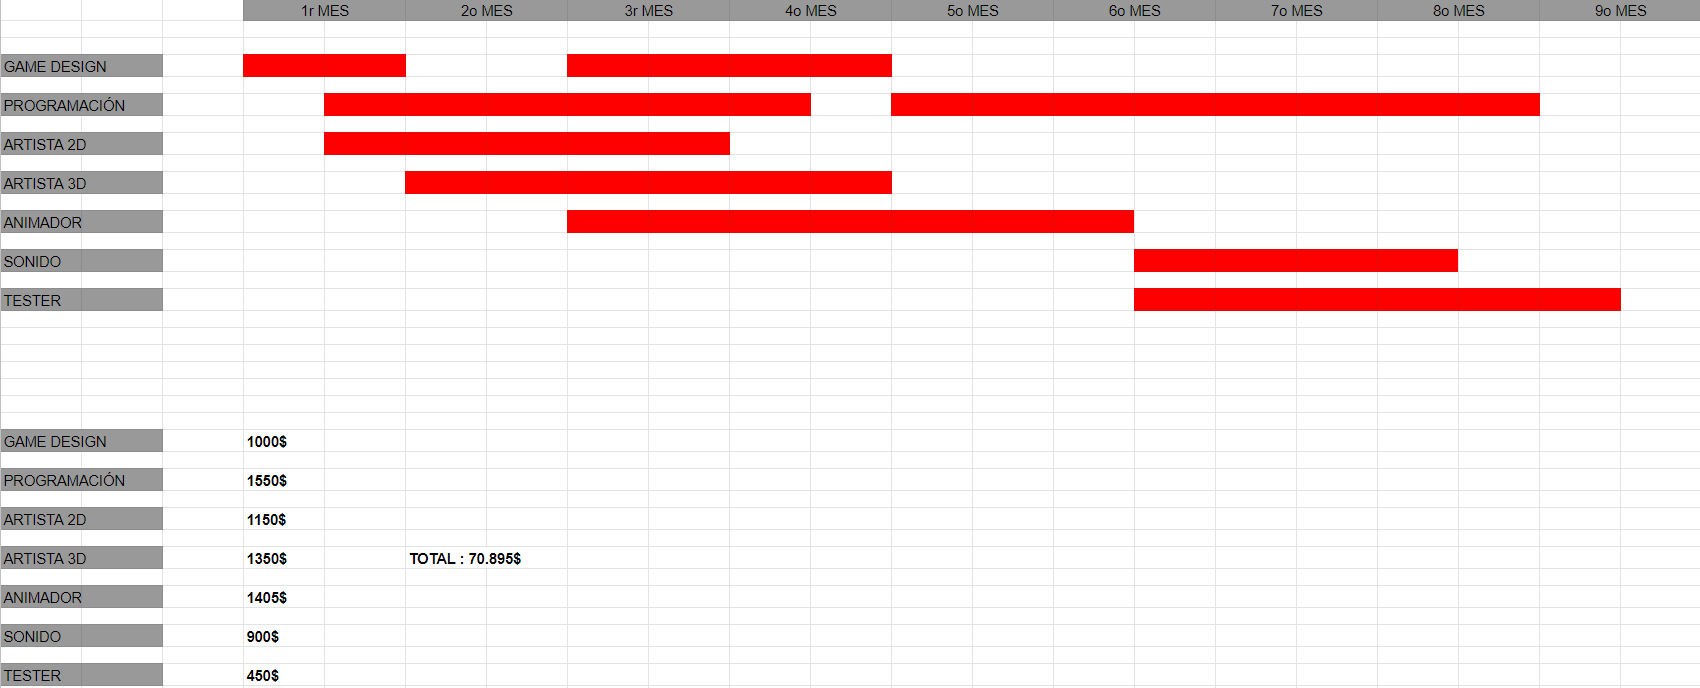 1r MES 2o MES 3r MES 4o MES 5o MES 6o MES 7o MES 8o MES 9o MES
GAME DESIGN
PROGRAMACIÓN
ARTISTA 2D
ARTISTA 3D
ANIMADOR
SONIDO
TESTER
GAME DESIGN 1000$
PROGRAMACIÓN 1550$
ARTISTA 2D 1150$
ARTISTA 3D 1350$ TOTAL : 70.895$
ANIMADOR 1405$
SONIDO 900$
TESTER 450$